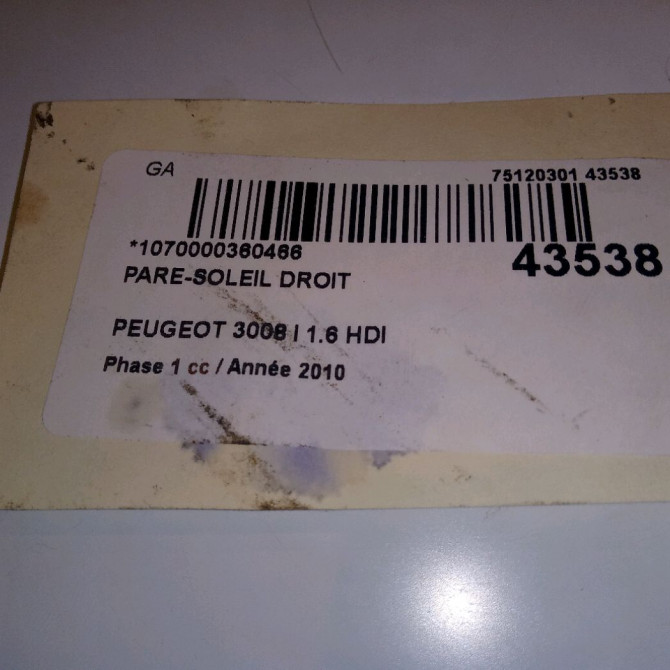 GA
75120301 43538
*1070000360466
43538
PARE-SOLEIL DROIT
PEUGEOT 3008 I 1.6 HDI
Phase 1 cc / Année 2010